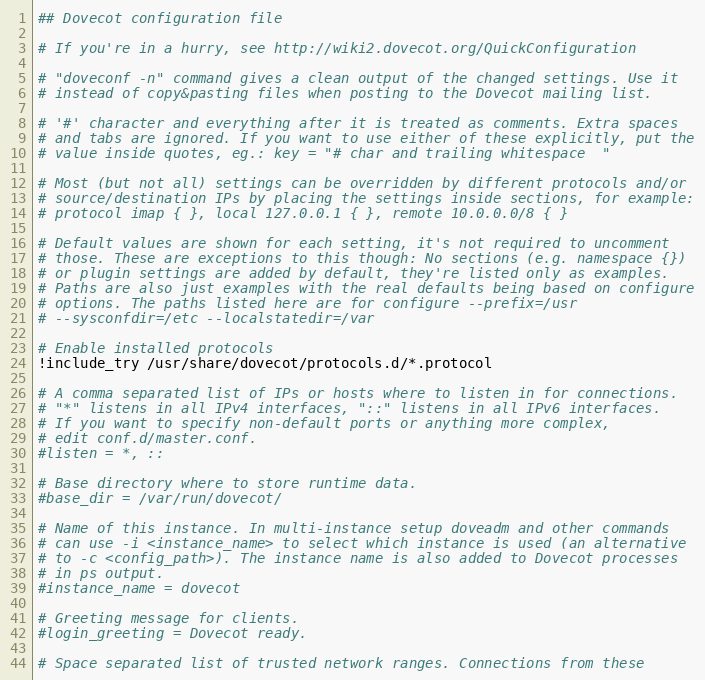 1 ## Dovecot configuration file
2
3 # If you're in a hurry, see http://wiki2.dovecot.org/QuickConfiguration
4
5 # "doveconf -n" command gives a clean output of the changed settings. Use it
6 # instead of copy&pasting files when posting to the Dovecot mailing list.
7
8 # '#' character and everything after it is treated as comments. Extra spaces
9 # and tabs are ignored. If you want to use either of these explicitly, put the
10 # value inside quotes, eg.: key = "# char and trailing whitespace  "
11
12 # Most (but not all) settings can be overridden by different protocols and/or
13 # source/destination IPs by placing the settings inside sections, for example:
14 # protocol imap { }, local 127.0.0.1 { }, remote 10.0.0.0/8 { }
15
16 # Default values are shown for each setting, it's not required to uncomment
17 # those. These are exceptions to this though: No sections (e.g. namespace {})
18 # or plugin settings are added by default, they're listed only as examples.
19 # Paths are also just examples with the real defaults being based on configure
20 # options. The paths listed here are for configure --prefix=/usr
21 # --sysconfdir=/etc --localstatedir=/var
22
23 # Enable installed protocols
24 !include_try /usr/share/dovecot/protocols.d/*.protocol
25
26 # A comma separated list of IPs or hosts where to listen in for connections.
27 # "*" listens in all IPv4 interfaces, "::" listens in all IPv6 interfaces.
28 # If you want to specify non-default ports or anything more complex,
29 # edit conf.d/master.conf.
30 #listen = *, ::
31
32 # Base directory where to store runtime data.
33 #base_dir = /var/run/dovecot/
34
35 # Name of this instance. In multi-instance setup doveadm and other commands
36 # can use -i <instance_name> to select which instance is used (an alternative
37 # to -c <config_path>). The instance name is also added to Dovecot processes
38 # in ps output.
39 #instance_name = dovecot
40
41 # Greeting message for clients.
42 #login_greeting = Dovecot ready.
43
44 # Space separated list of trusted network ranges. Connections from these